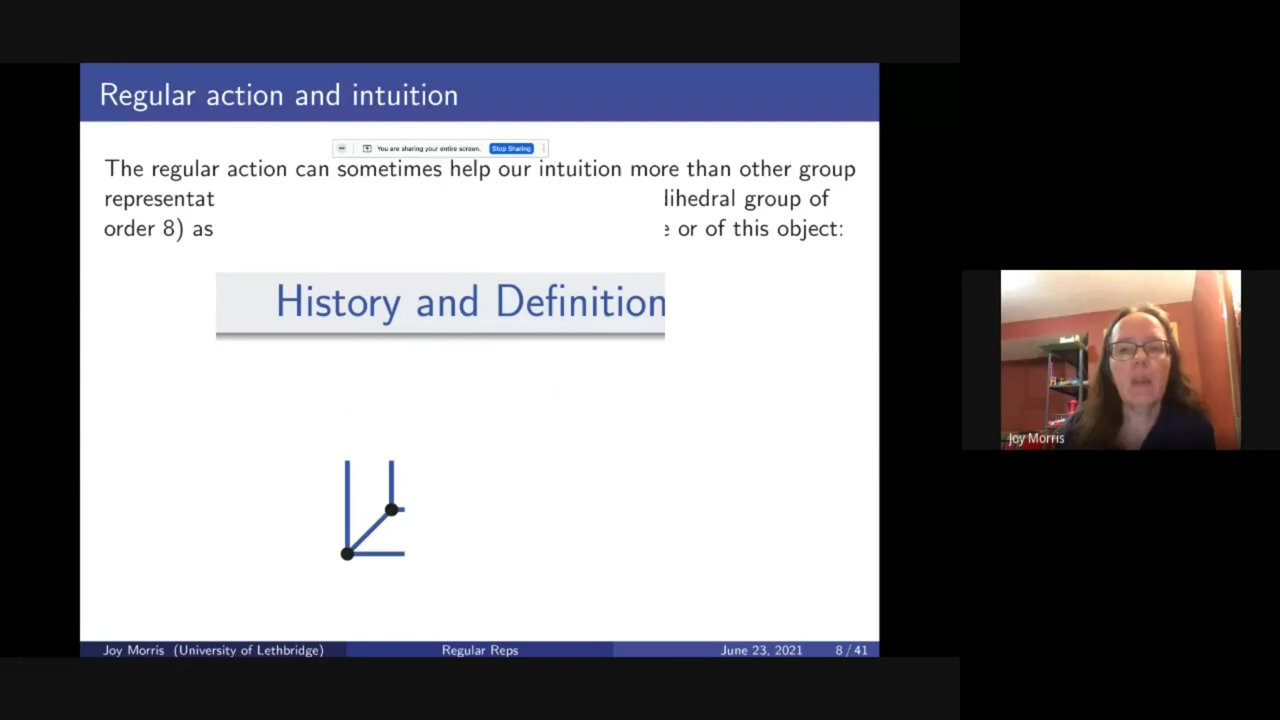 Regular action and intuition
You are sharing your entire screen. Stop Sharing
The regular action can sometimes help our intuition more than other group
representat lihedral group of
order 8) as e or of this object:
History and Definition
Joy Morris
Joy Morris (University of Lethbridge) Regular Reps June 23, 2021 8 / 41